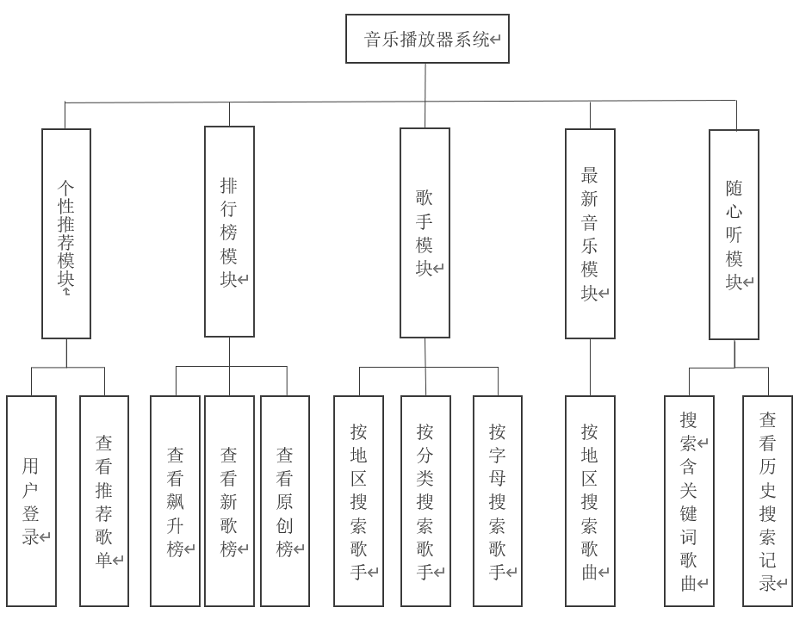 音乐播放器系统
个性推荐模块
排行榜模块
歌手模块
最新音乐模块
随心听模块
用户登录
查看推荐歌单
查看飙升榜
查看新歌榜
查看原创榜
按地区搜索歌手
按分类搜索歌手
按字母搜索歌手
按地区搜索歌曲
搜索含关键词歌曲
查看历史搜索记录